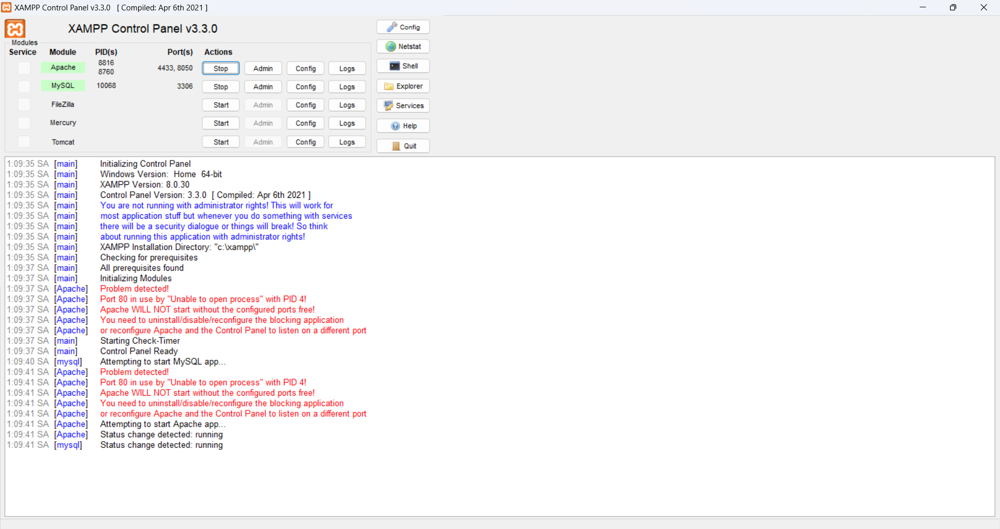 XAMPP Control Panel v3.3.0   [ Compiled: Apr 6th 2021 ]
XAMPP Control Panel v3.3.0
Config
Netstat
Shell
Explorer
Services
Help
Quit
Modules
Service Module PID(s) Port(s) Actions
Apache 8816 8760 4433, 8050 Stop Admin Config Logs
MySQL 10068 3306 Stop Admin Config Logs
FileZilla Start Admin Config Logs
Mercury Start Admin Config Logs
Tomcat Start Admin Config Logs
1:09:35 SA [main] Initializing Control Panel
1:09:35 SA [main] Windows Version:  Home  64-bit
1:09:35 SA [main] XAMPP Version: 8.0.30
1:09:35 SA [main] Control Panel Version: 3.3.0  [ Compiled: Apr 6th 2021 ]
1:09:35 SA [main] You are not running with administrator rights! This will work for
1:09:35 SA [main] most application stuff but whenever you do something with services
1:09:35 SA [main] there will be a security dialogue or things will break! So think
1:09:35 SA [main] about running this application with administrator rights!
1:09:35 SA [main] XAMPP Installation Directory: "c:\xampp\"
1:09:35 SA [main] Checking for prerequisites
1:09:37 SA [main] All prerequisites found
1:09:37 SA [main] Initializing Modules
1:09:37 SA [Apache] Problem detected!
1:09:37 SA [Apache] Port 80 in use by "Unable to open process" with PID 4!
1:09:37 SA [Apache] Apache WILL NOT start without the configured ports free!
1:09:37 SA [Apache] You need to uninstall/disable/reconfigure the blocking application
1:09:37 SA [Apache] or reconfigure Apache and the Control Panel to listen on a different port
1:09:37 SA [main] Starting Check-Timer
1:09:37 SA [main] Control Panel Ready
1:09:40 SA [mysql] Attempting to start MySQL app...
1:09:41 SA [Apache] Problem detected!
1:09:41 SA [Apache] Port 80 in use by "Unable to open process" with PID 4!
1:09:41 SA [Apache] Apache WILL NOT start without the configured ports free!
1:09:41 SA [Apache] You need to uninstall/disable/reconfigure the blocking application
1:09:41 SA [Apache] or reconfigure Apache and the Control Panel to listen on a different port
1:09:41 SA [Apache] Attempting to start Apache app...
1:09:41 SA [Apache] Status change detected: running
1:09:41 SA [mysql] Status change detected: running